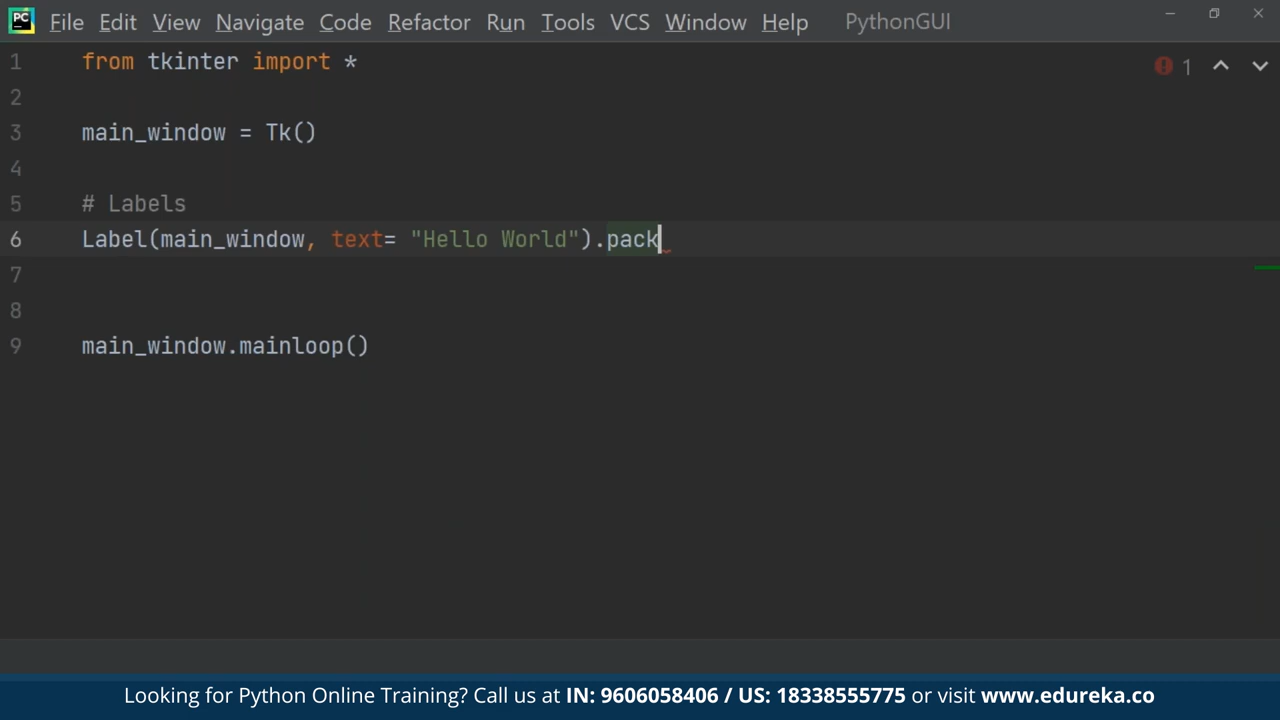 PC File Edit View Navigate Code Refactor Run Tools VCS Window Help PythonGUI
1 from tkinter import *
1
2
3 main_window = Tk()
4
5 # Labels
6 Label(main_window, text= "Hello World").pack
7
8
9 main_window.mainloop()
Looking for Python Online Training? Call us at IN: 9606058406 / US: 18338555775 or visit www.edureka.co